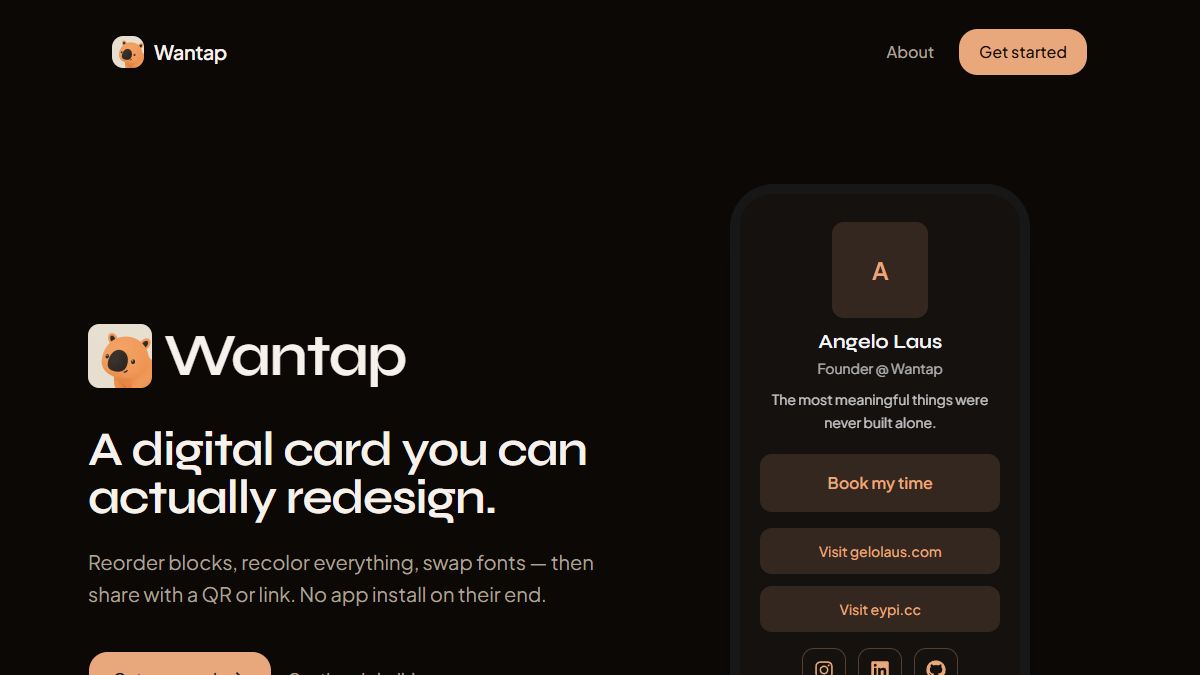 Wantap
About
Get started
Wantap
A digital card you can
actually redesign.
Reorder blocks, recolor everything, swap fonts — then
share with a QR or link. No app install on their end.
A
Angelo Laus
Founder @ Wantap
The most meaningful things were
never built alone.
Book my time
Visit gelolaus.com
Visit eypi.cc